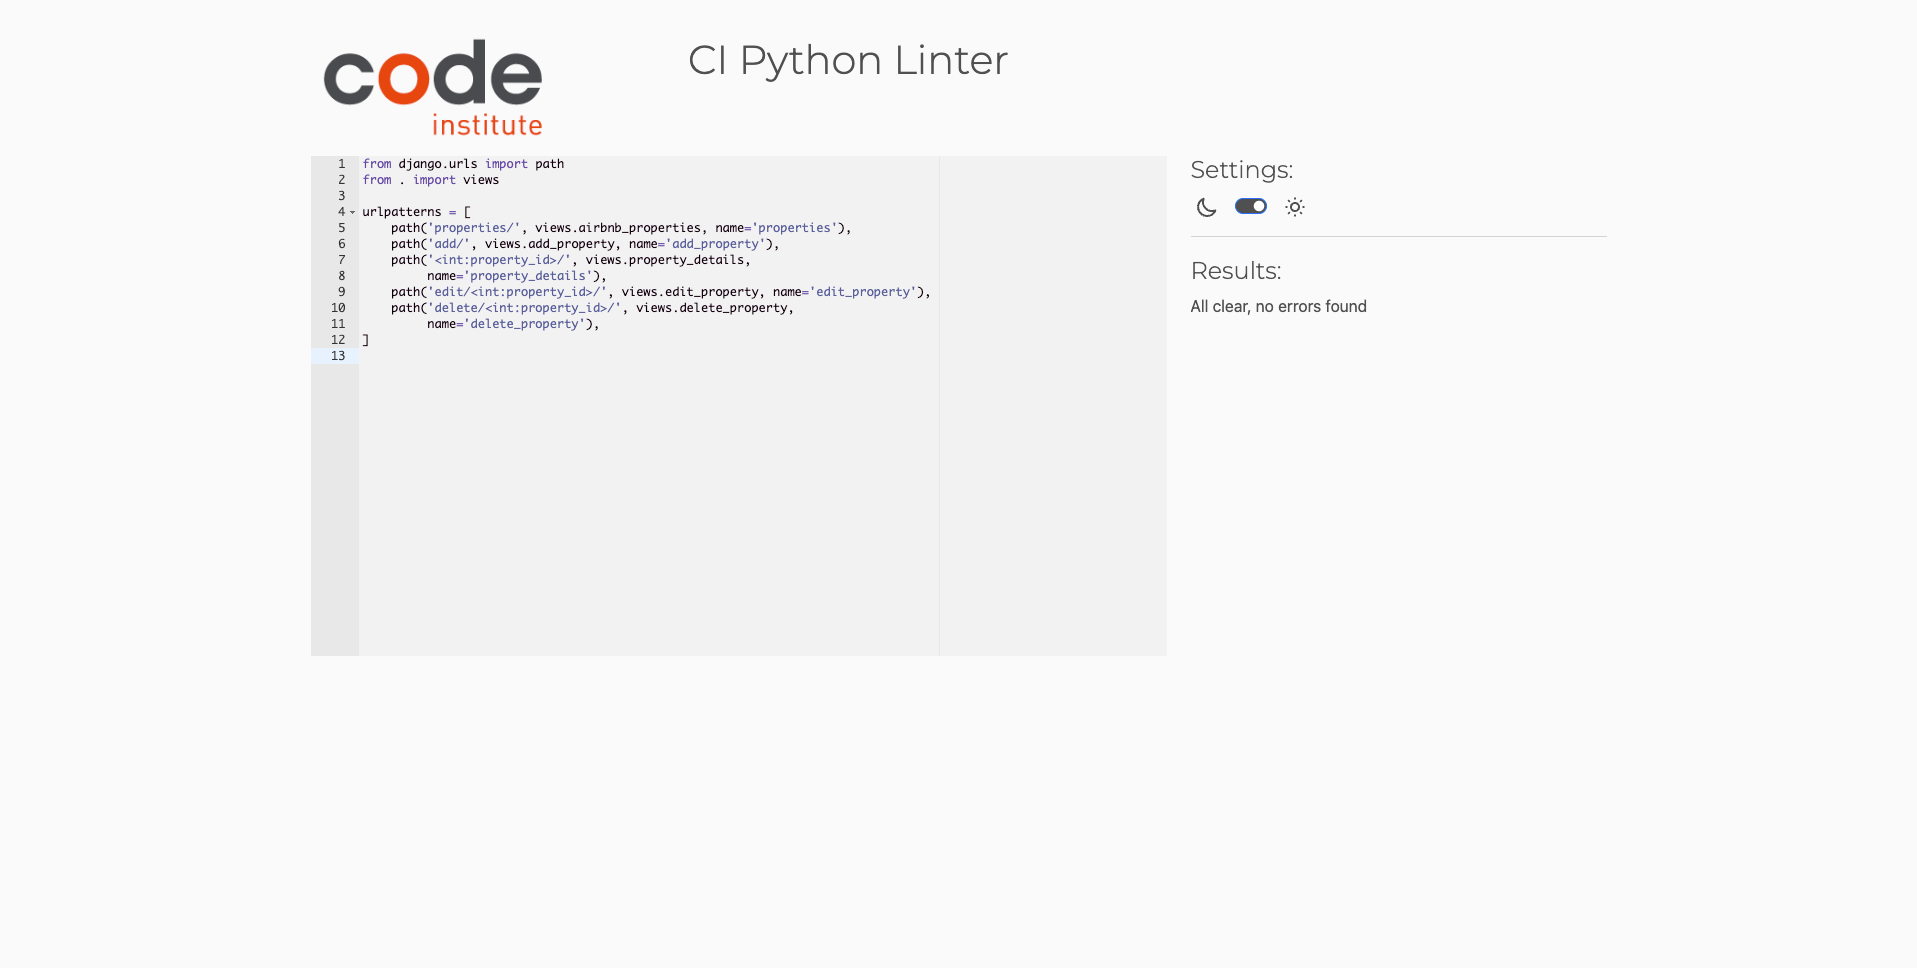 code
institute
CI Python Linter
1 from django.urls import path
2 from . import views
3
4 urlpatterns = [
5     path('properties/', views.airbnb_properties, name='properties'),
6     path('add/', views.add_property, name='add_property'),
7     path('<int:property_id>/', views.property_details,
8          name='property_details'),
9     path('edit/<int:property_id>/', views.edit_property, name='edit_property'),
10     path('delete/<int:property_id>/', views.delete_property,
11          name='delete_property'),
12 ]
13
Settings:
Results:
All clear, no errors found